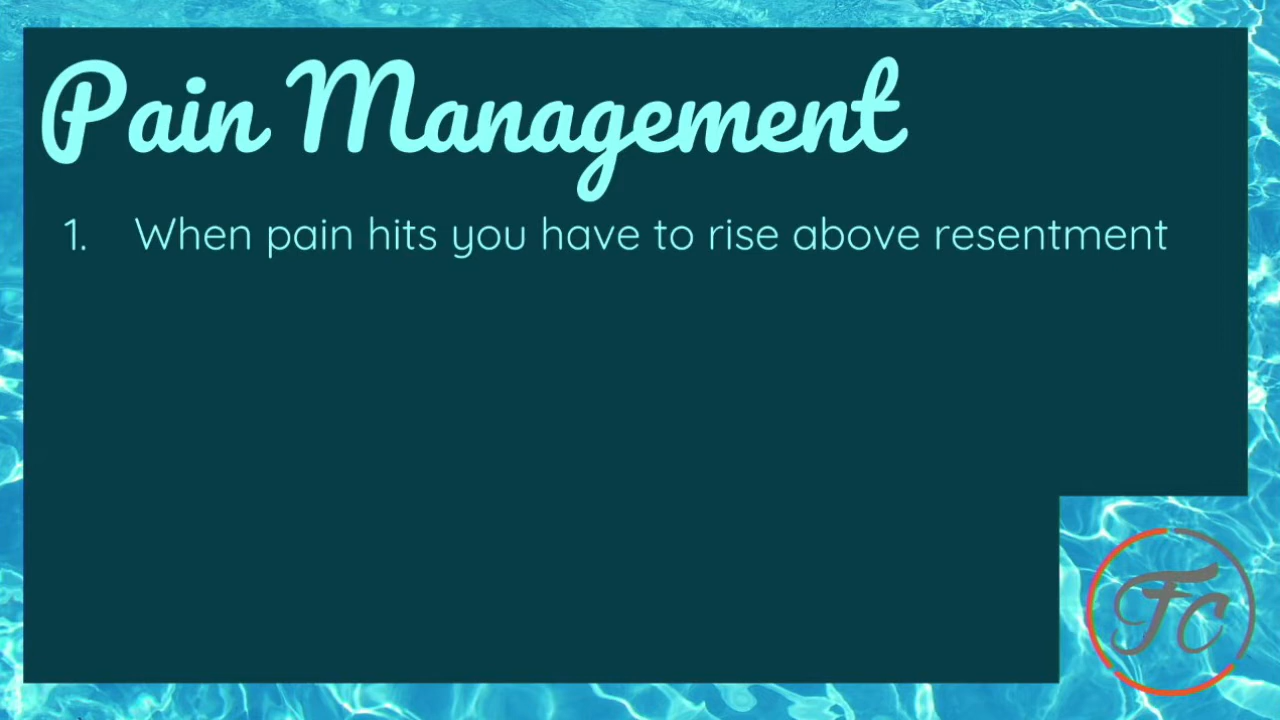 Pain Management
1. When pain hits you have to rise above resentment
FC